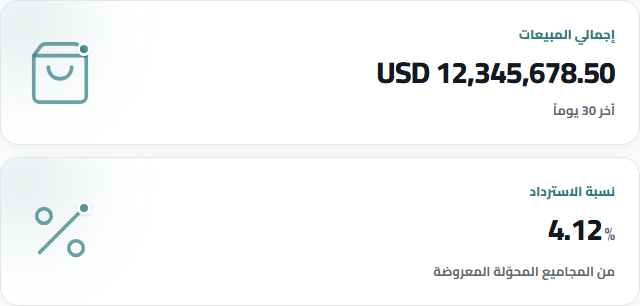 إجمالي المبيعات
USD 12,345,678.50
آخر 30 يوماً
نسبة الاسترداد
4.12%
من المجاميع المحوّلة المعروضة